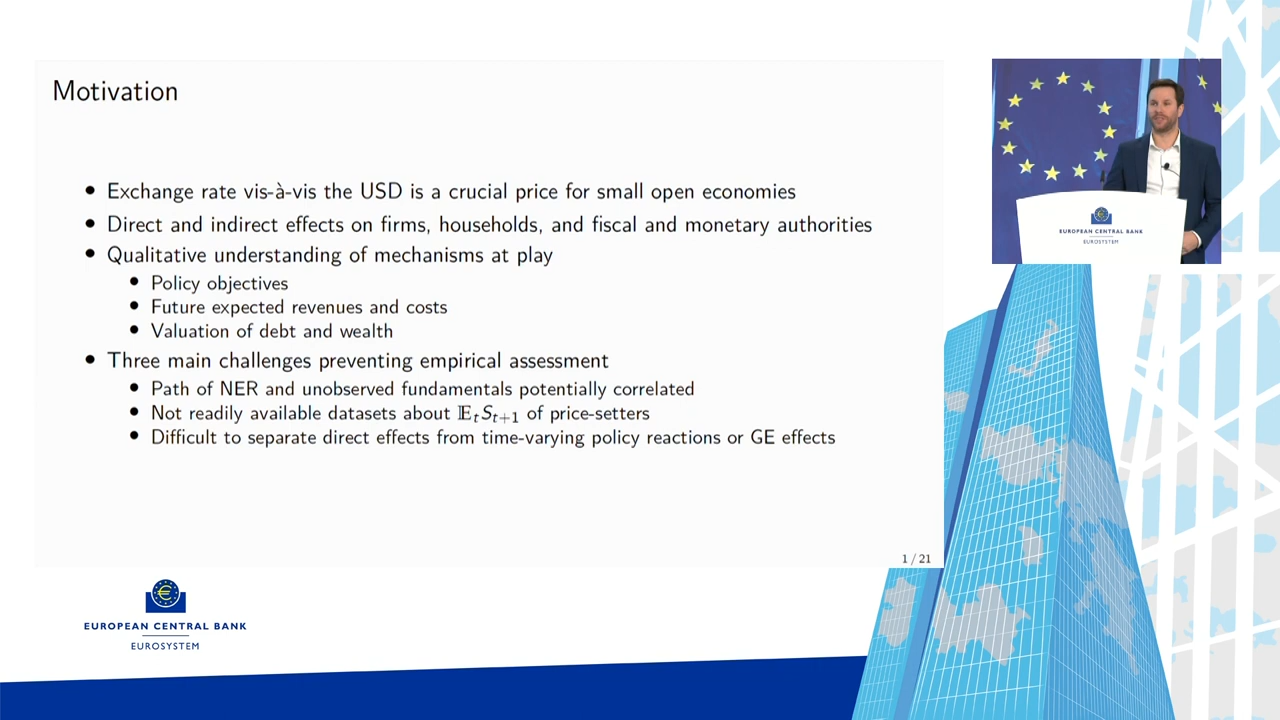 Motivation
• Exchange rate vis-à-vis the USD is a crucial price for small open economies
• Direct and indirect effects on firms, households, and fiscal and monetary authorities
• Qualitative understanding of mechanisms at play
• Policy objectives
• Future expected revenues and costs
• Valuation of debt and wealth
• Three main challenges preventing empirical assessment
• Path of NER and unobserved fundamentals potentially correlated
• Not readily available datasets about 𝔼ₜSₜ₊₁ of price-setters
• Difficult to separate direct effects from time-varying policy reactions or GE effects
1 / 21
EUROPEAN CENTRAL BANK
EUROSYSTEM
EUROPEAN CENTRAL BANK
EUROSYSTEM